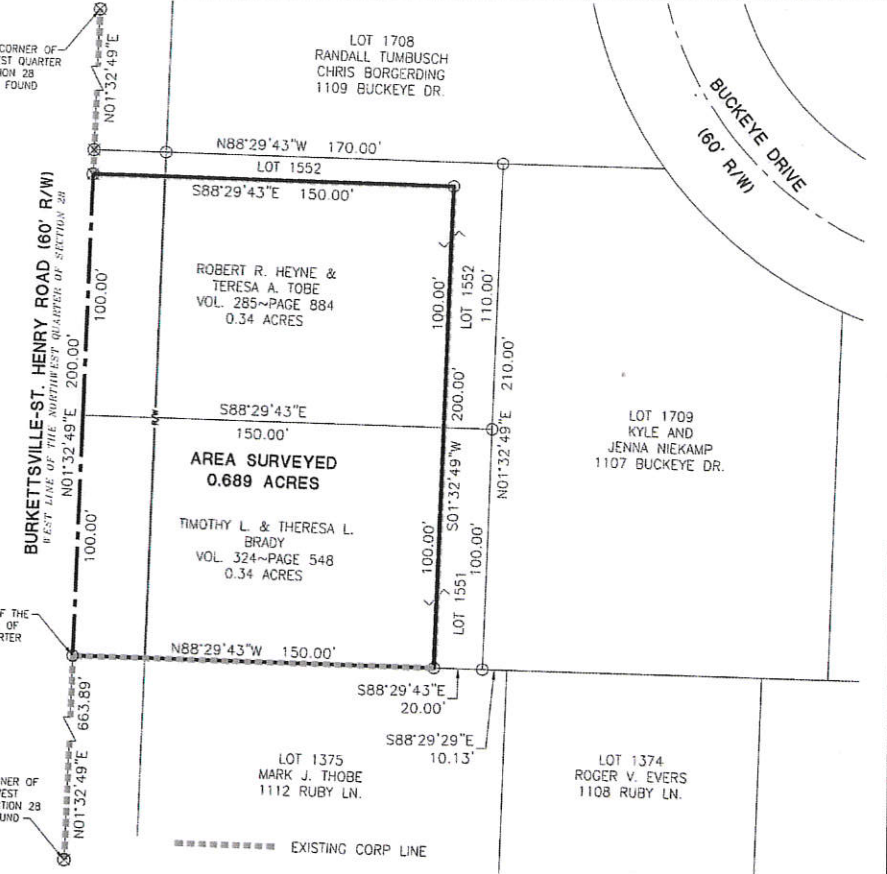 CORNER OF
EST QUARTER
ION 28
FOUND
N01°32'49"E
LOT 1708
RANDALL TUMBUSCH
CHRIS BORGERDING
1109 BUCKEYE DR.
BUCKEYE DRIVE
(60' R/W)
N88°29'43"W 170.00'
LOT 1552
S88°29'43"E 150.00'
BURKETTSVILLE-ST. HENRY ROAD (60' R/W)
WEST LINE OF THE NORTHWEST QUARTER OF SECTION 28
N01°32'49"E 200.00'
100.00'
100.00'
ROBERT R. HEYNE &
TERESA A. TOBE
VOL. 285~PAGE 884
0.34 ACRES
100.00'
LOT 1552
110.00'
S01°32'49"W 200.00'
N01°32'49"E 210.00'
R/W
S88°29'43"E
150.00'
AREA SURVEYED
0.689 ACRES
TIMOTHY L. & THERESA L.
BRADY
VOL. 324~PAGE 548
0.34 ACRES
100.00'
LOT 1551
100.00'
LOT 1709
KYLE AND
JENNA NIEKAMP
1107 BUCKEYE DR.
F THE
OF
RTER
N88°29'43"W 150.00'
S88°29'43"E
20.00'
S88°29'29"E
10.13'
N01°32'49"E 663.89'
NER OF
EST
TION 28
UND
LOT 1375
MARK J. THOBE
1112 RUBY LN.
LOT 1374
ROGER V. EVERS
1108 RUBY LN.
EXISTING CORP LINE